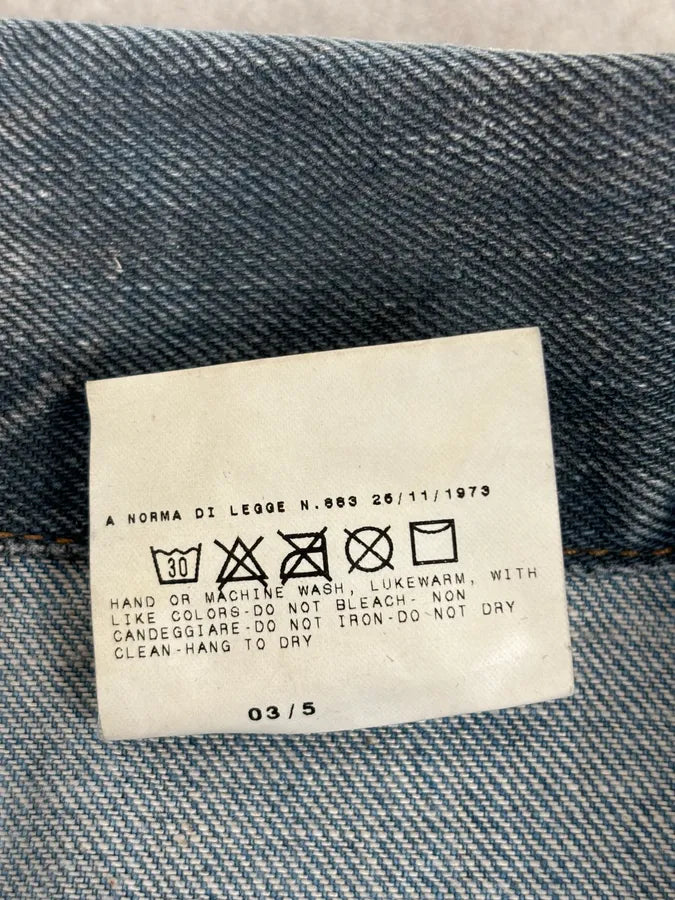 A NORMA DI LEGGE N.883 26/11/1973
30
HAND OR MACHINE WASH, LUKEWARM, WITH
LIKE COLORS-DO NOT BLEACH- NON
CANDEGGIARE-DO NOT IRON-DO NOT DRY
CLEAN-HANG TO DRY
03/5